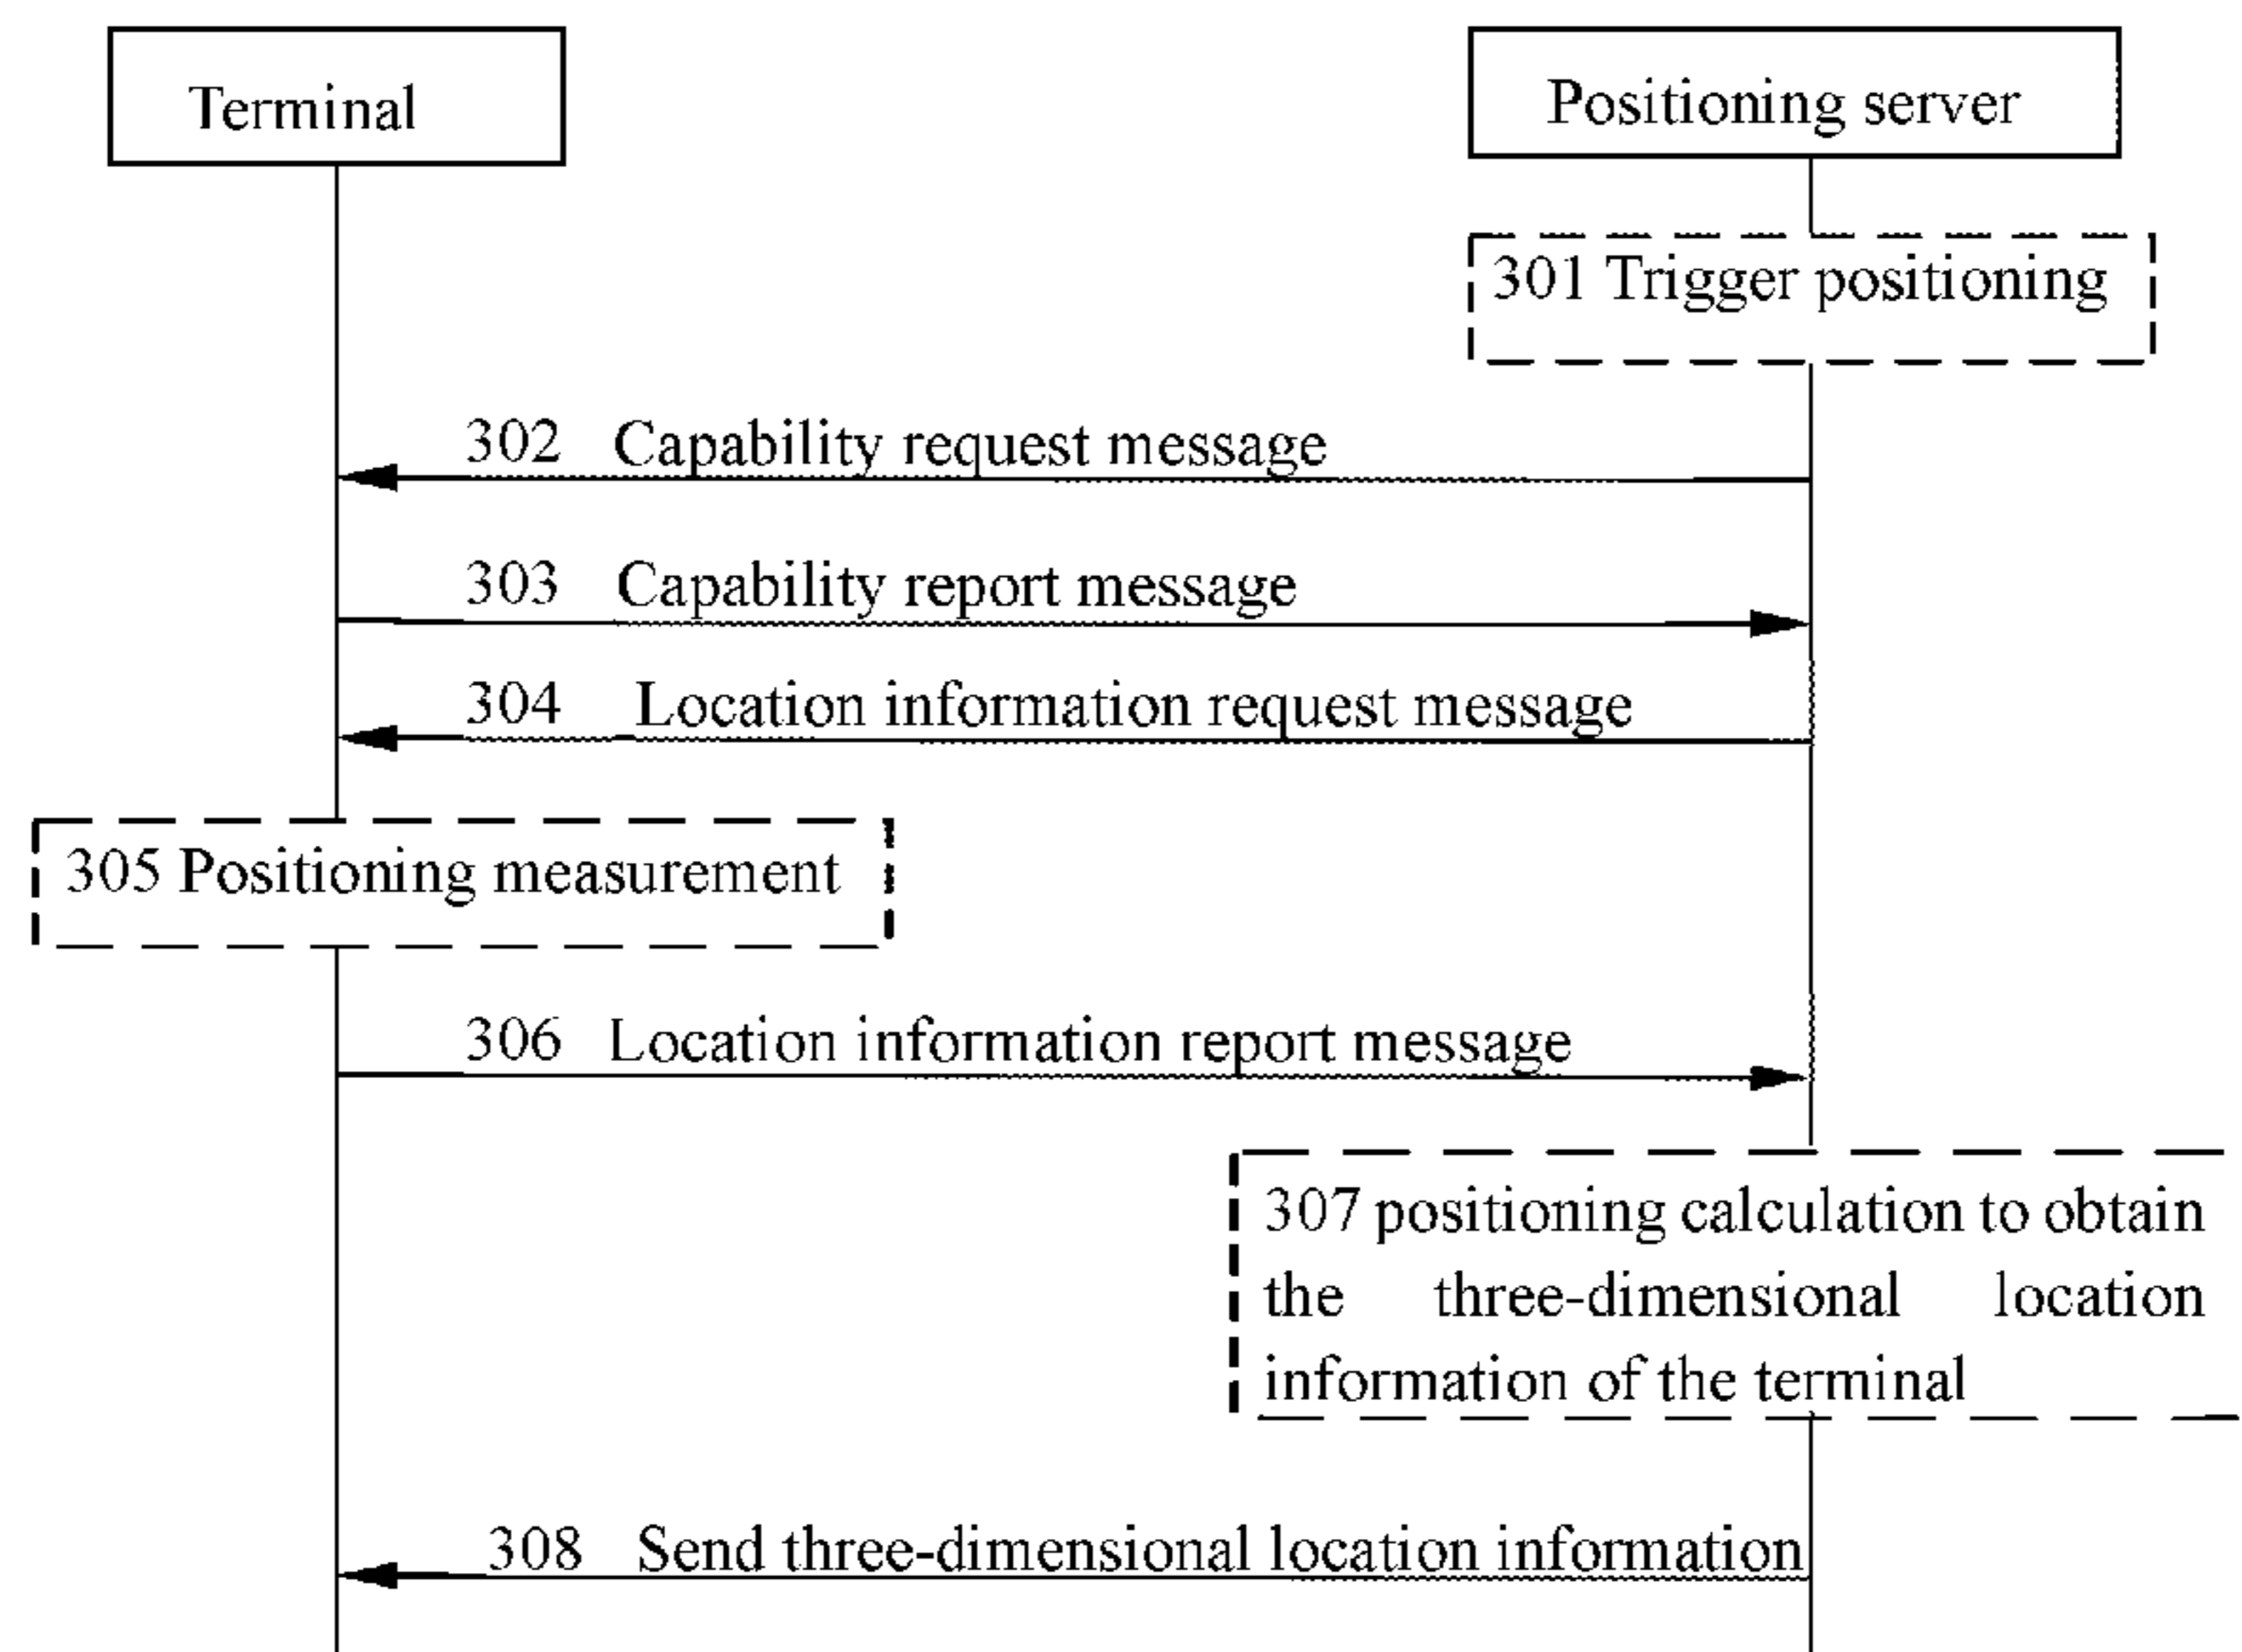 Terminal
Positioning server
301 Trigger positioning
302 Capability request message
303 Capability report message
304 Location information request message
305 Positioning measurement
306 Location information report message
307 positioning calculation to obtain
the three-dimensional location
information of the terminal
308 Send three-dimensional location information